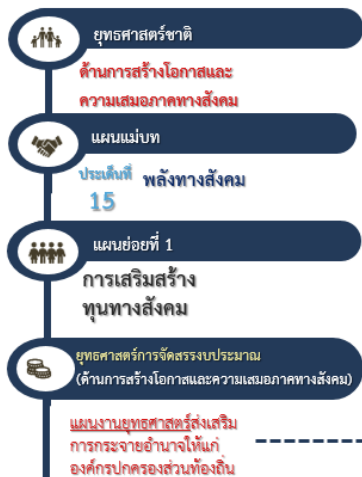 ยุทธศาสตร์ชาติ
ด้านการสร้างโอกาสและ
ความเสมอภาคทางสังคม
แผนแม่บท
ประเด็นที่ พลังทางสังคม
15
แผนย่อยที่ 1
การเสริมสร้าง
ทุนทางสังคม
ยุทธศาสตร์การจัดสรรงบประมาณ
(ด้านการสร้างโอกาสและความเสมอภาคทางสังคม)
แผนงานยุทธศาสตร์ส่งเสริม
การกระจายอำนาจให้แก่
องค์กรปกครองส่วนท้องถิ่น